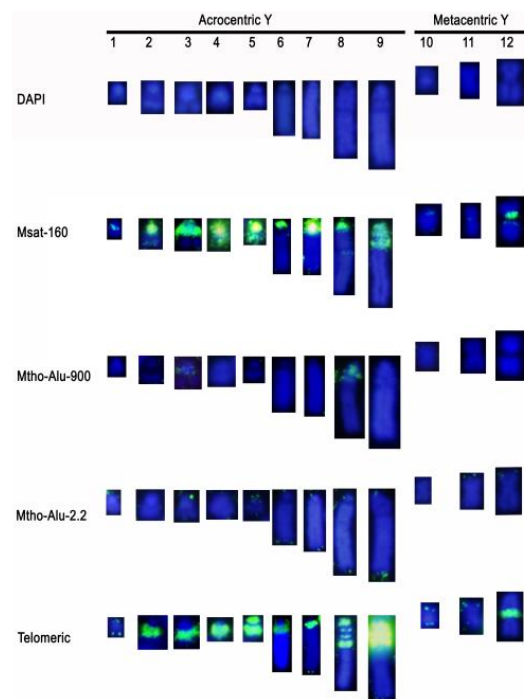 Acrocentric Y Metacentric Y
1 2 3 4 5 6 7 8 9 10 11 12
DAPI
Msat-160
Mtho-Alu-900
Mtho-Alu-2.2
Telomeric